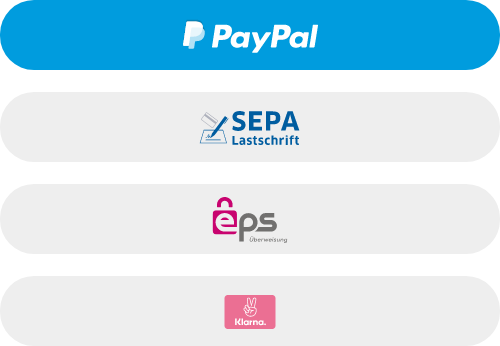 PayPal
SEPA
Lastschrift
eps
Überweisung
Klarna.